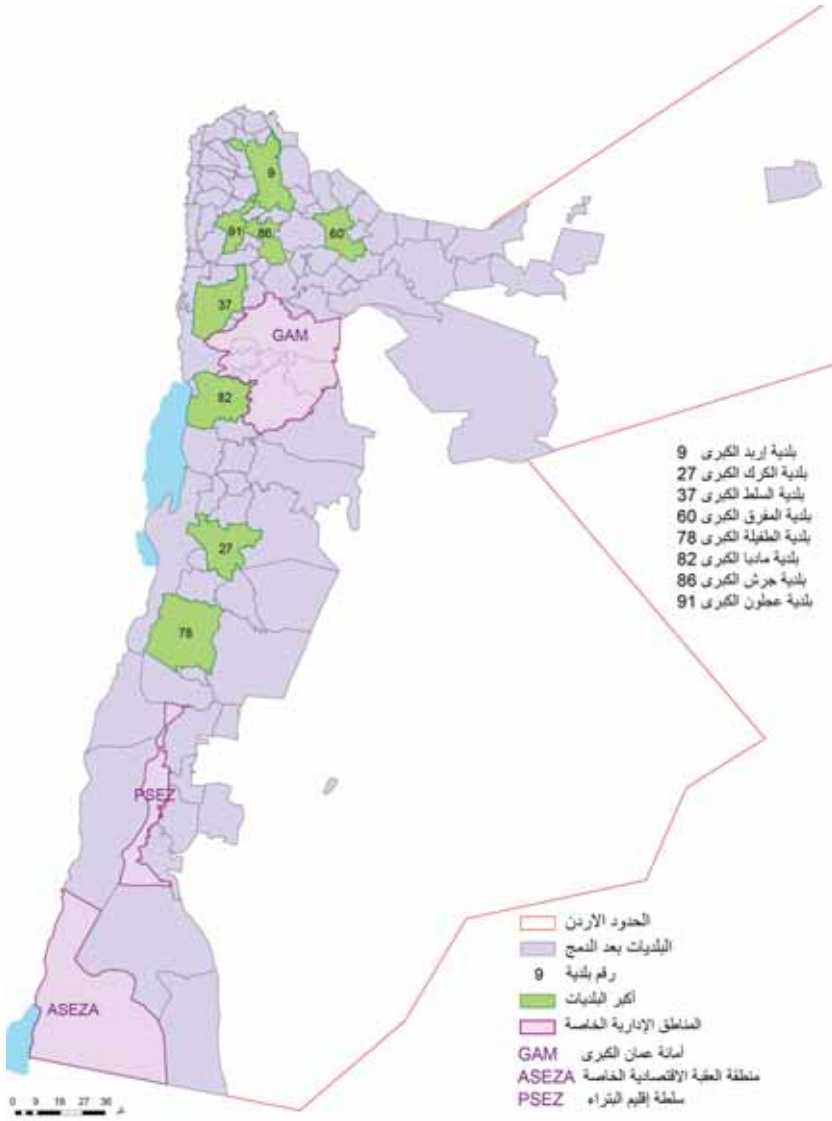 9
91
86
60
37
GAM
82
27
78
PSEZ
ASEZA
بلدية إربد الكبرى 9
بلدية الكرك الكبرى 27
بلدية السلط الكبرى 37
بلدية المفرق الكبرى 60
بلدية الطفيلة الكبرى 78
بلدية مادبا الكبرى 82
بلدية جرش الكبرى 86
بلدية عجلون الكبرى 91
الحدود الاردن
البلديات بعد الدمج
رقم بلدية 9
أكبر البلديات
المناطق الإدارية الخاصة
أمانة عمان الكبرى GAM
منطقة العقبة الاقتصادية الخاصة ASEZA
سلطة إقليم البتراء PSEZ
0 9 18 27 36